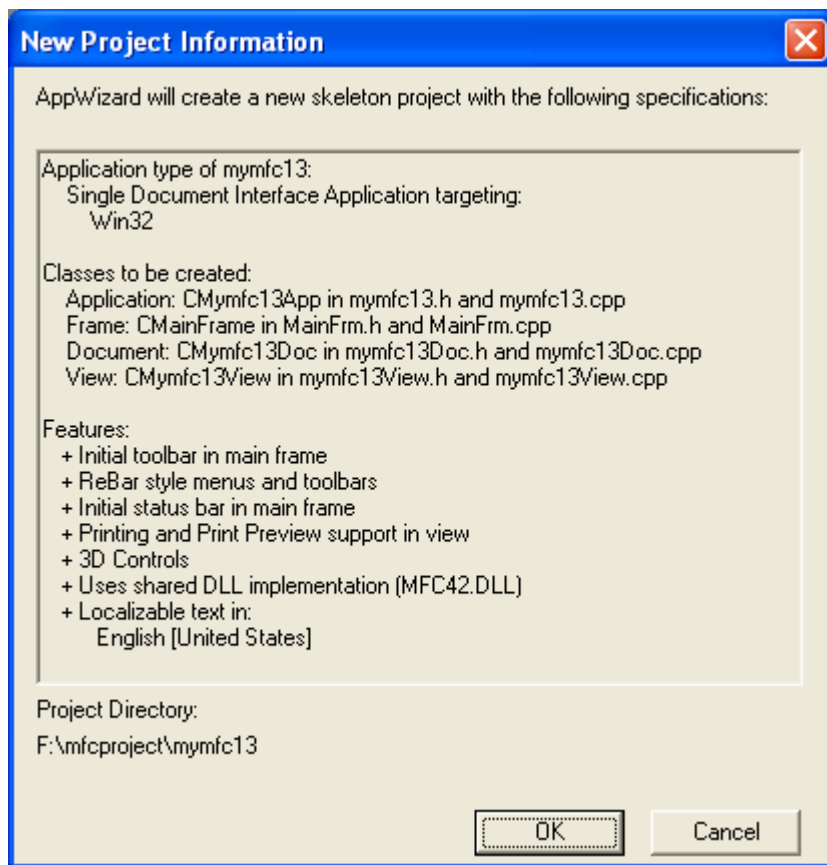 New Project Information
AppWizard will create a new skeleton project with the following specifications:
Application type of mymfc13:
Single Document Interface Application targeting:
Win32
Classes to be created:
Application: CMymfc13App in mymfc13.h and mymfc13.cpp
Frame: CMainFrame in MainFrm.h and MainFrm.cpp
Document: CMymfc13Doc in mymfc13Doc.h and mymfc13Doc.cpp
View: CMymfc13View in mymfc13View.h and mymfc13View.cpp
Features:
+ Initial toolbar in main frame
+ ReBar style menus and toolbars
+ Initial status bar in main frame
+ Printing and Print Preview support in view
+ 3D Controls
+ Uses shared DLL implementation (MFC42.DLL)
+ Localizable text in:
English [United States]
Project Directory:
F:\mfcproject\mymfc13
OK Cancel